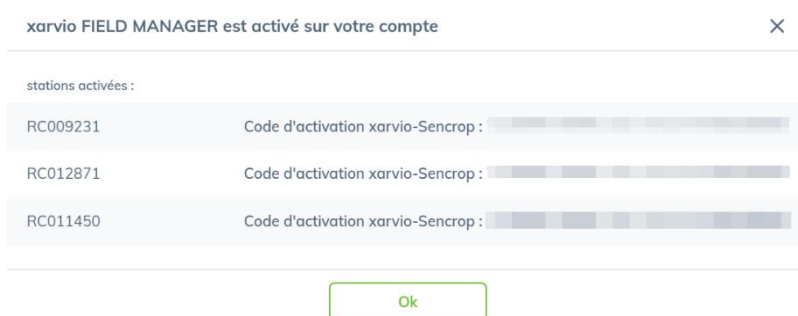 xarvio FIELD MANAGER est activé sur votre compte
stations activées :
RC009231 Code d'activation xarvio-Sencrop :
RC012871 Code d'activation xarvio-Sencrop :
RC011450 Code d'activation xarvio-Sencrop :
Ok